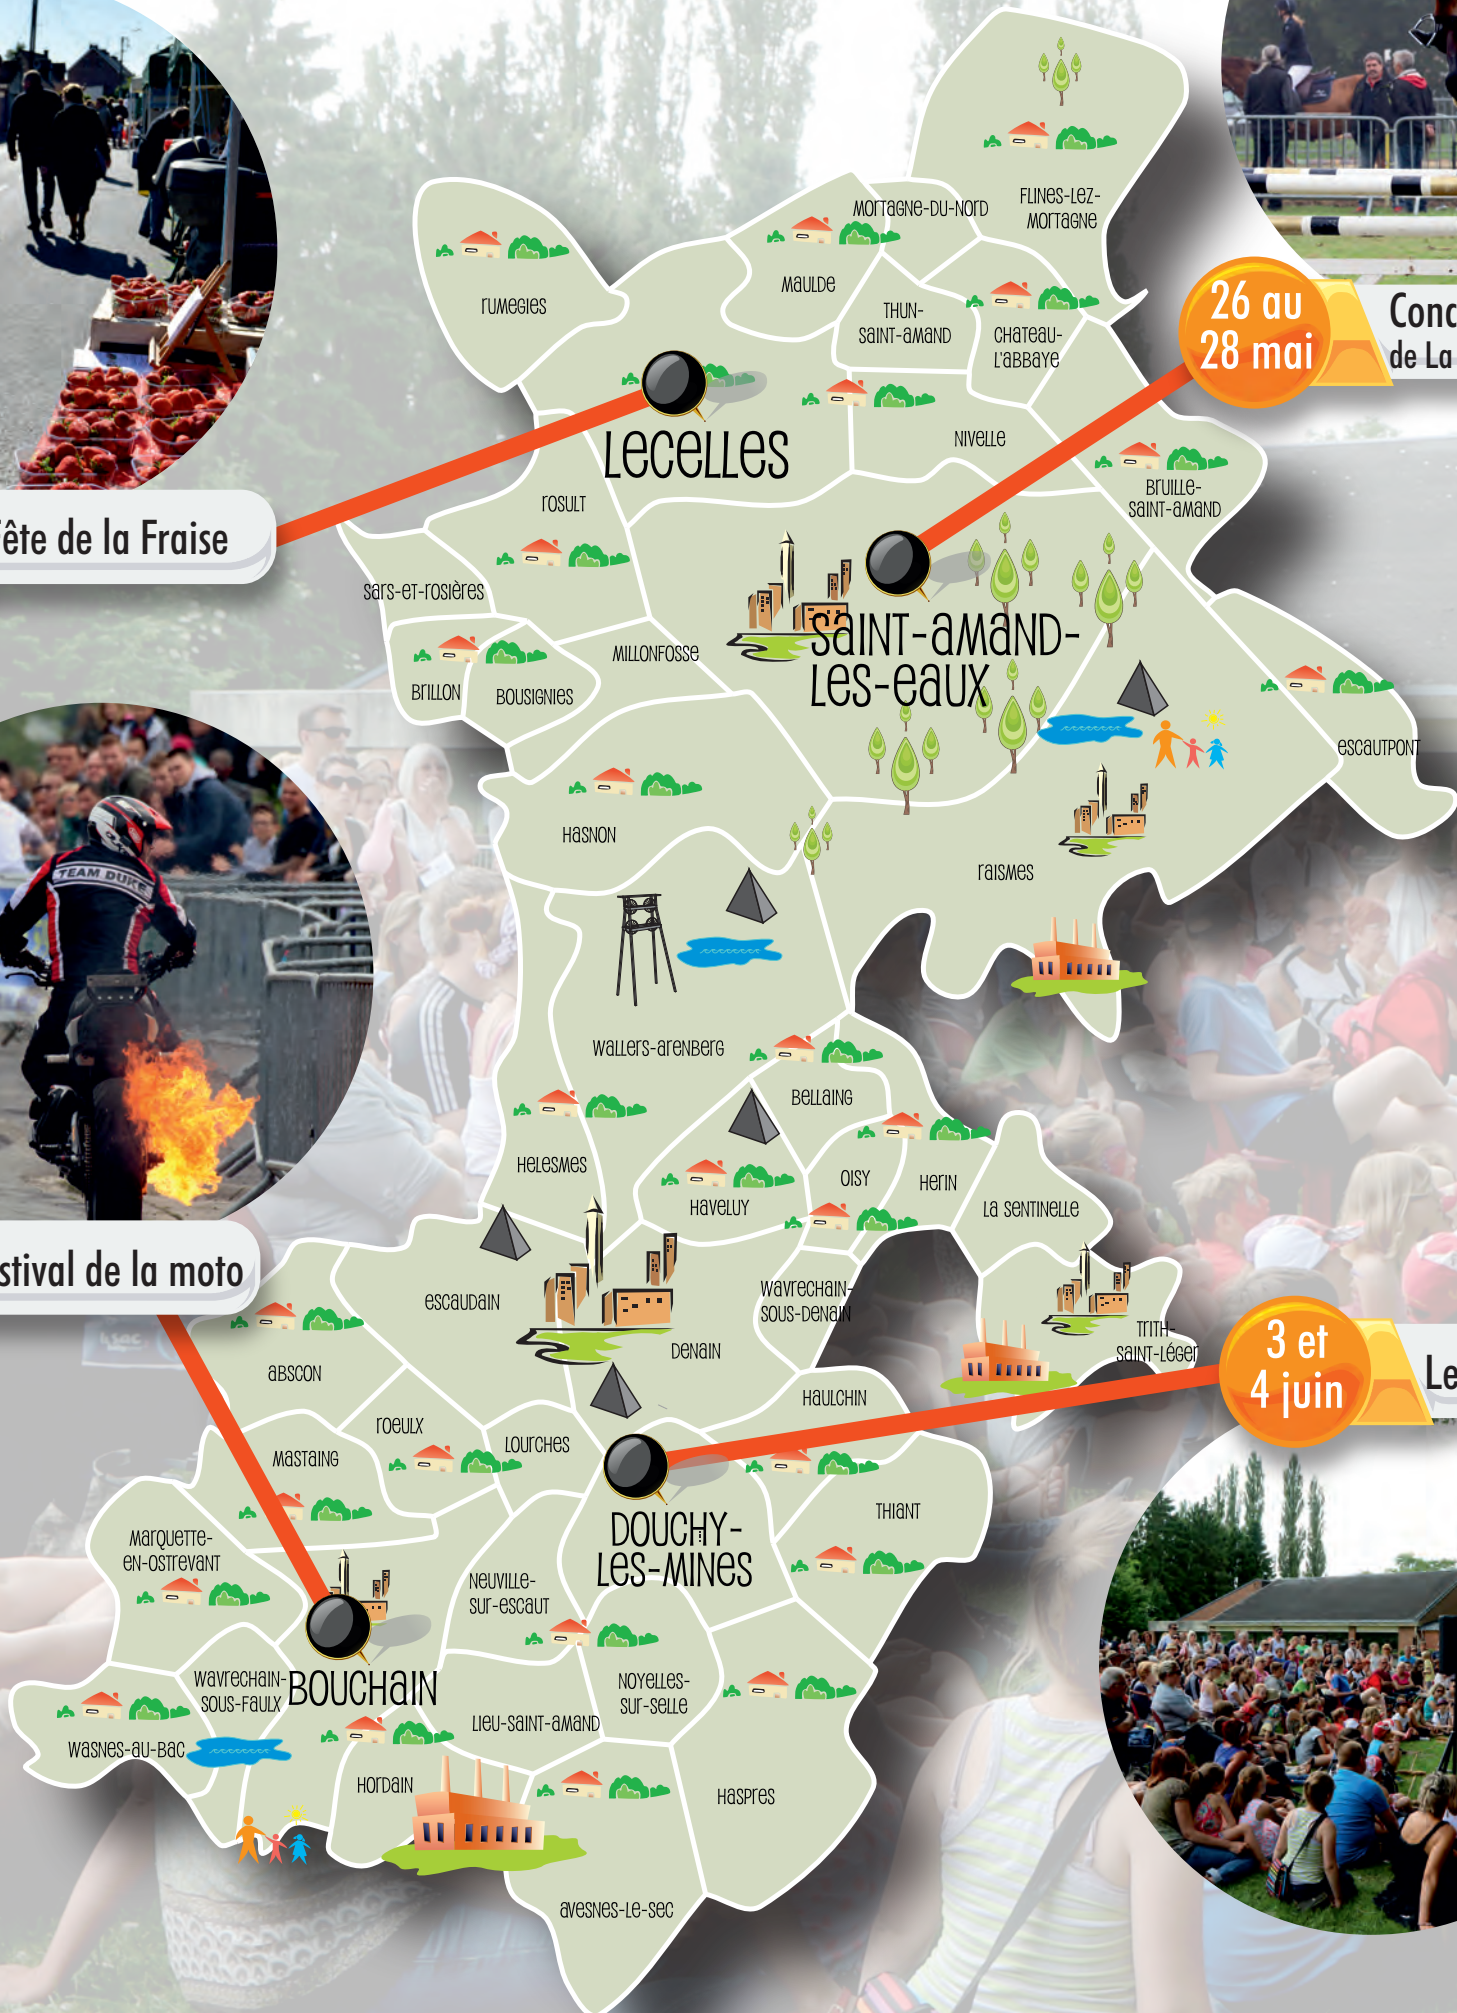 FLINES-LEZ-
MORTAGNE
MORTAGNE-DU-NORD
MAULDE
RUMEGIES
THUN-
SAINT-AMAND
CHATEAU-
L'ABBAYE
26 au
28 mai
de La
LECELLES
NIVELLE
BRUILLE-
SAINT-AMAND
ROSULT
ête de la Fraise
SARS-ET-ROSIÈRES
SAINT-AMAND-
LES-EAUX
MILLONFOSSE
BRILLON
BOUSIGNIES
ESCAUTPONT
HASNON
RAISMES
TEAM DUKE
WALLERS-ARENBERG
BELLAING
HELESMES
OISY
HERIN
HAVELUY
LA SENTINELLE
stival de la moto
ESCAUDAIN
WAVRECHAIN-
SOUS-DENAIN
DENAIN
TRITH-
SAINT-LÉGER
3 et
4 juin
Le
ABSCON
HAULCHIN
ROEULX
LOURCHES
MASTAING
THIANT
DOUCHY-
LES-MINES
MARQUETTE-
EN-OSTREVANT
NEUVILLE-
SUR-ESCAUT
WAVRECHAIN-
SOUS-FAULX
BOUCHAIN
NOYELLES-
SUR-SELLE
LIEU-SAINT-AMAND
WASNES-AU-BAC
HORDAIN
HASPRES
AVESNES-LE-SEC